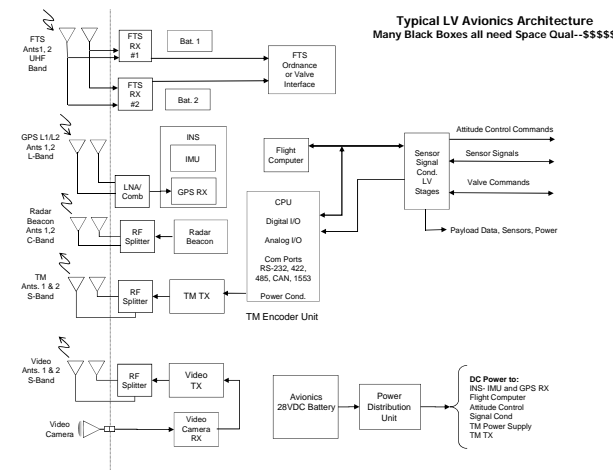 Typical LV Avionics Architecture
Many Black Boxes all need Space Qual--$$$$$
FTS
Ants1, 2
UHF
Band
FTS
RX
#1
Bat. 1
FTS
RX
#2
Bat. 2
FTS
Ordnance
or Valve
Interface
GPS L1/L2
Ants 1,2
L-Band
LNA/
Comb
INS
IMU
GPS RX
Flight
Computer
Sensor
Signal
Cond.
LV
Stages
Attitude Control Commands
Sensor Signals
Valve Commands
Payload Data, Sensors, Power
Radar
Beacon
Ants 1,2
C-Band
RF
Splitter
Radar
Beacon
CPU
Digital I/O
Analog I/O
Com Ports
RS-232, 422,
485, CAN, 1553
Power Cond.
TM Encoder Unit
TM
Ants. 1 & 2
S-Band
RF
Splitter
TM TX
Video
Ants. 1 & 2
S-Band
RF
Splitter
Video
TX
Video
Camera
Video
Camera
RX
Avionics
28VDC Battery
Power
Distribution
Unit
DC Power to:
INS- IMU and GPS RX
Flight Computer
Attitude Control
Signal Cond
TM Power Supply
TM TX